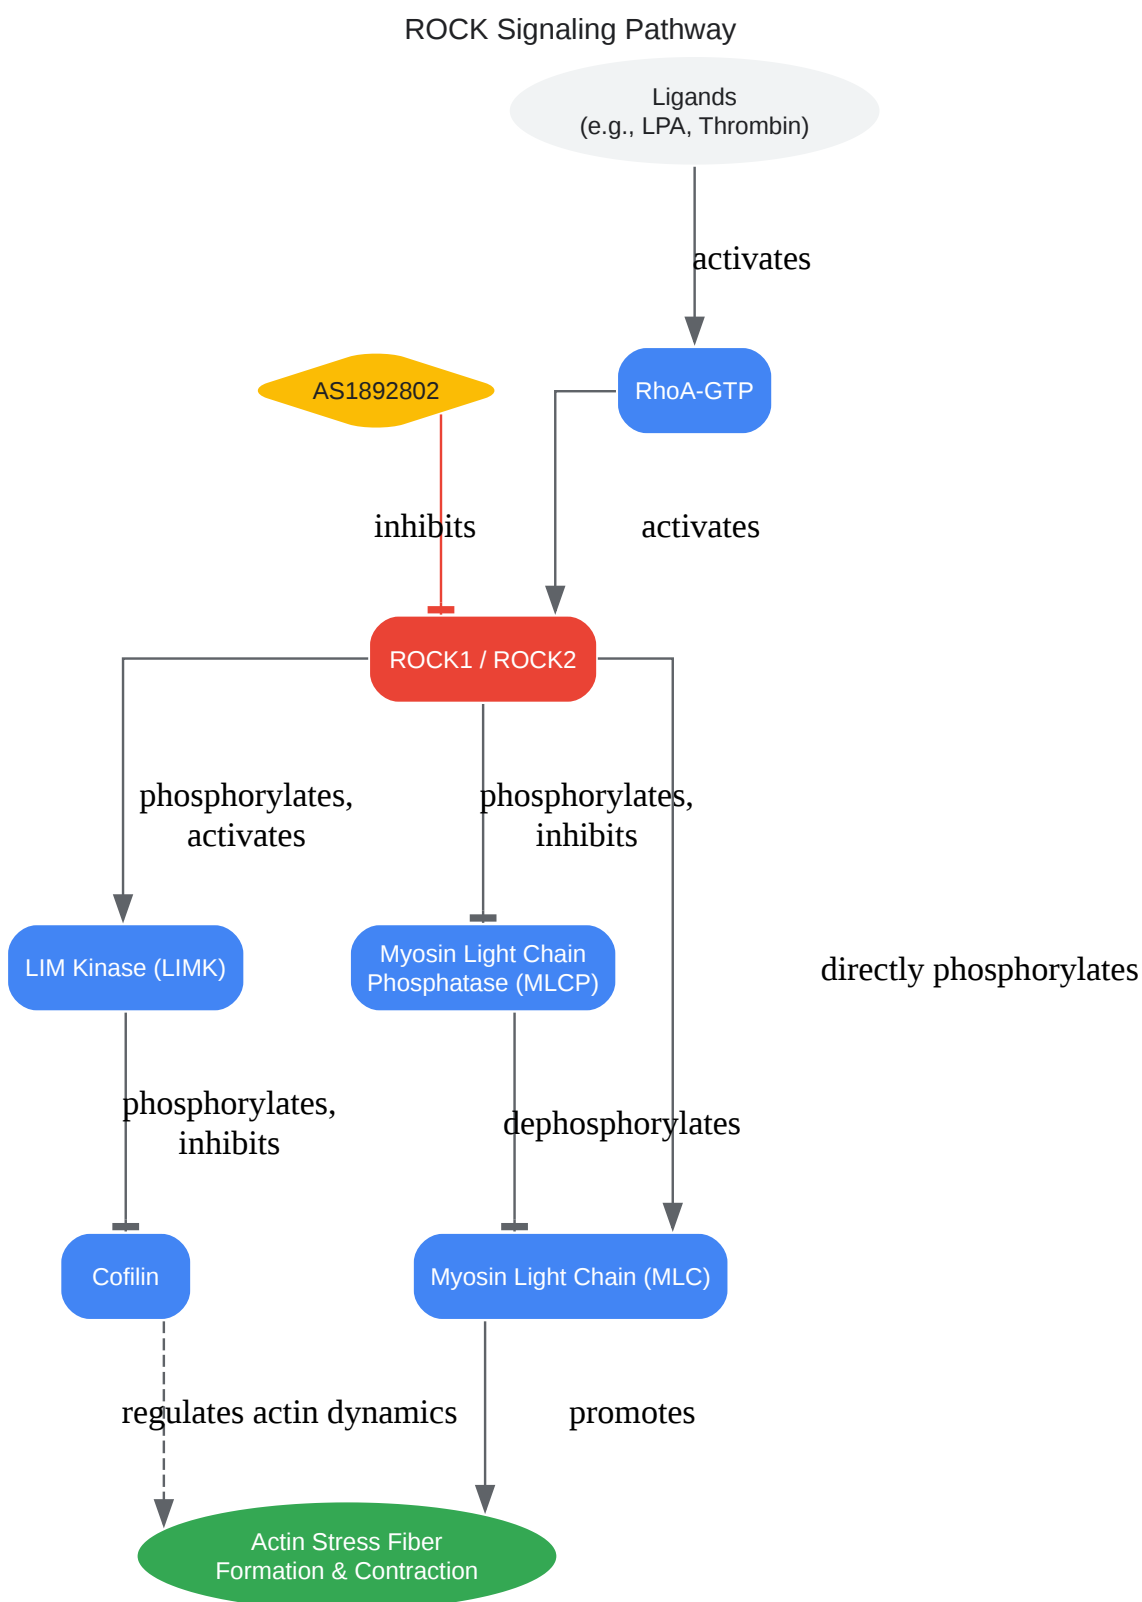 ROCK Signaling Pathway
Ligands
(e.g., LPA, Thrombin)
activates
AS1892802
RhoA-GTP
inhibits
activates
ROCK1 / ROCK2
phosphorylates,
activates
phosphorylates,
inhibits
LIM Kinase (LIMK)
Myosin Light Chain
Phosphatase (MLCP)
directly phosphorylates
phosphorylates,
inhibits
dephosphorylates
Cofilin
Myosin Light Chain (MLC)
regulates actin dynamics
promotes
Actin Stress Fiber
Formation & Contraction